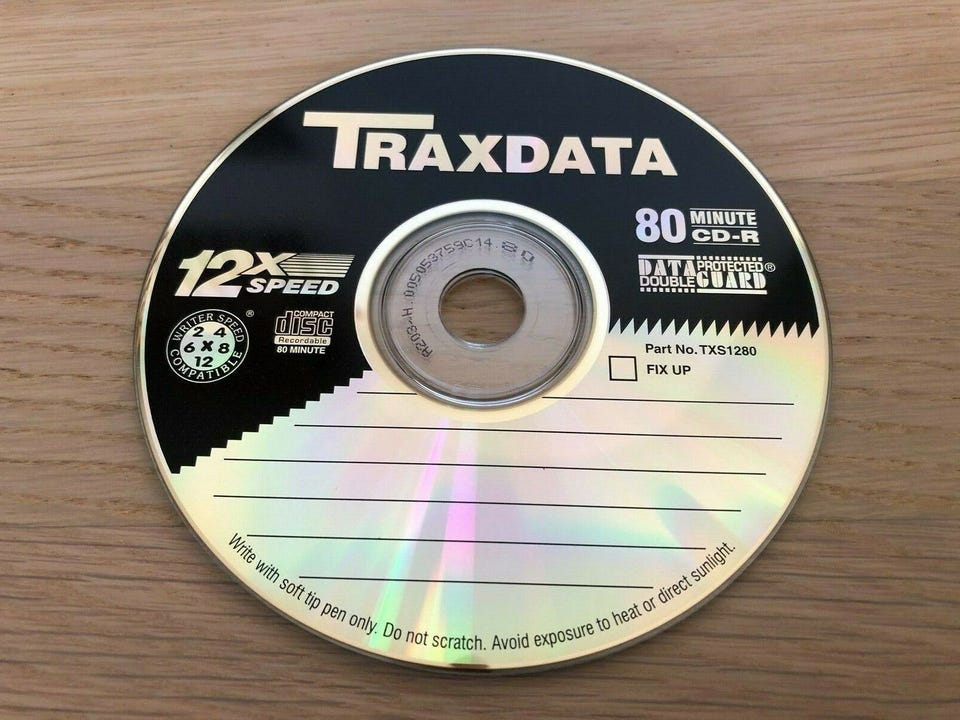 TRAXDATA
80 MINUTE
CD-R
DATA PROTECTED®
DOUBLE GUARD
12X
SPEED
WRITER SPEED ®
2 4
6 x 8
12
COMPATIBLE
COMPACT
disc
Recordable
80 MINUTE
A203-H.005053759C14.80
Part No. TXS1280
FIX UP
Write with soft tip pen only. Do not scratch. Avoid exposure to heat or direct sunlight.